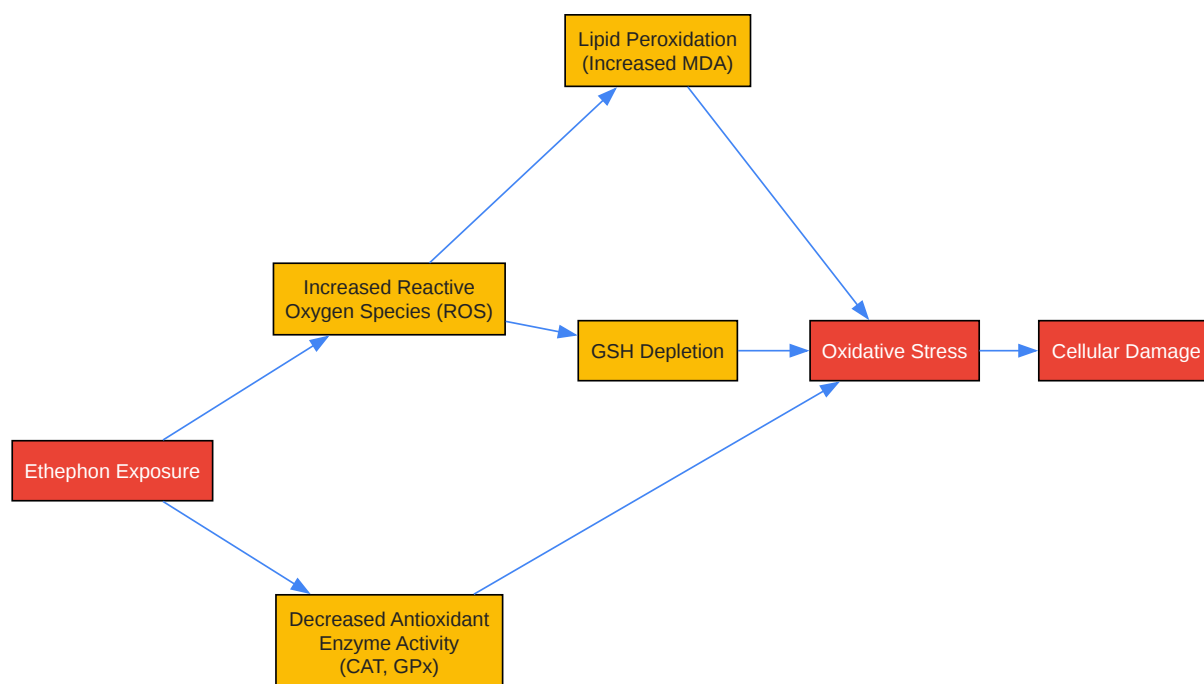 Lipid Peroxidation
(Increased MDA)
Increased Reactive
Oxygen Species (ROS)
GSH Depletion
Oxidative Stress
Cellular Damage
Ethephon Exposure
Decreased Antioxidant
Enzyme Activity
(CAT, GPx)